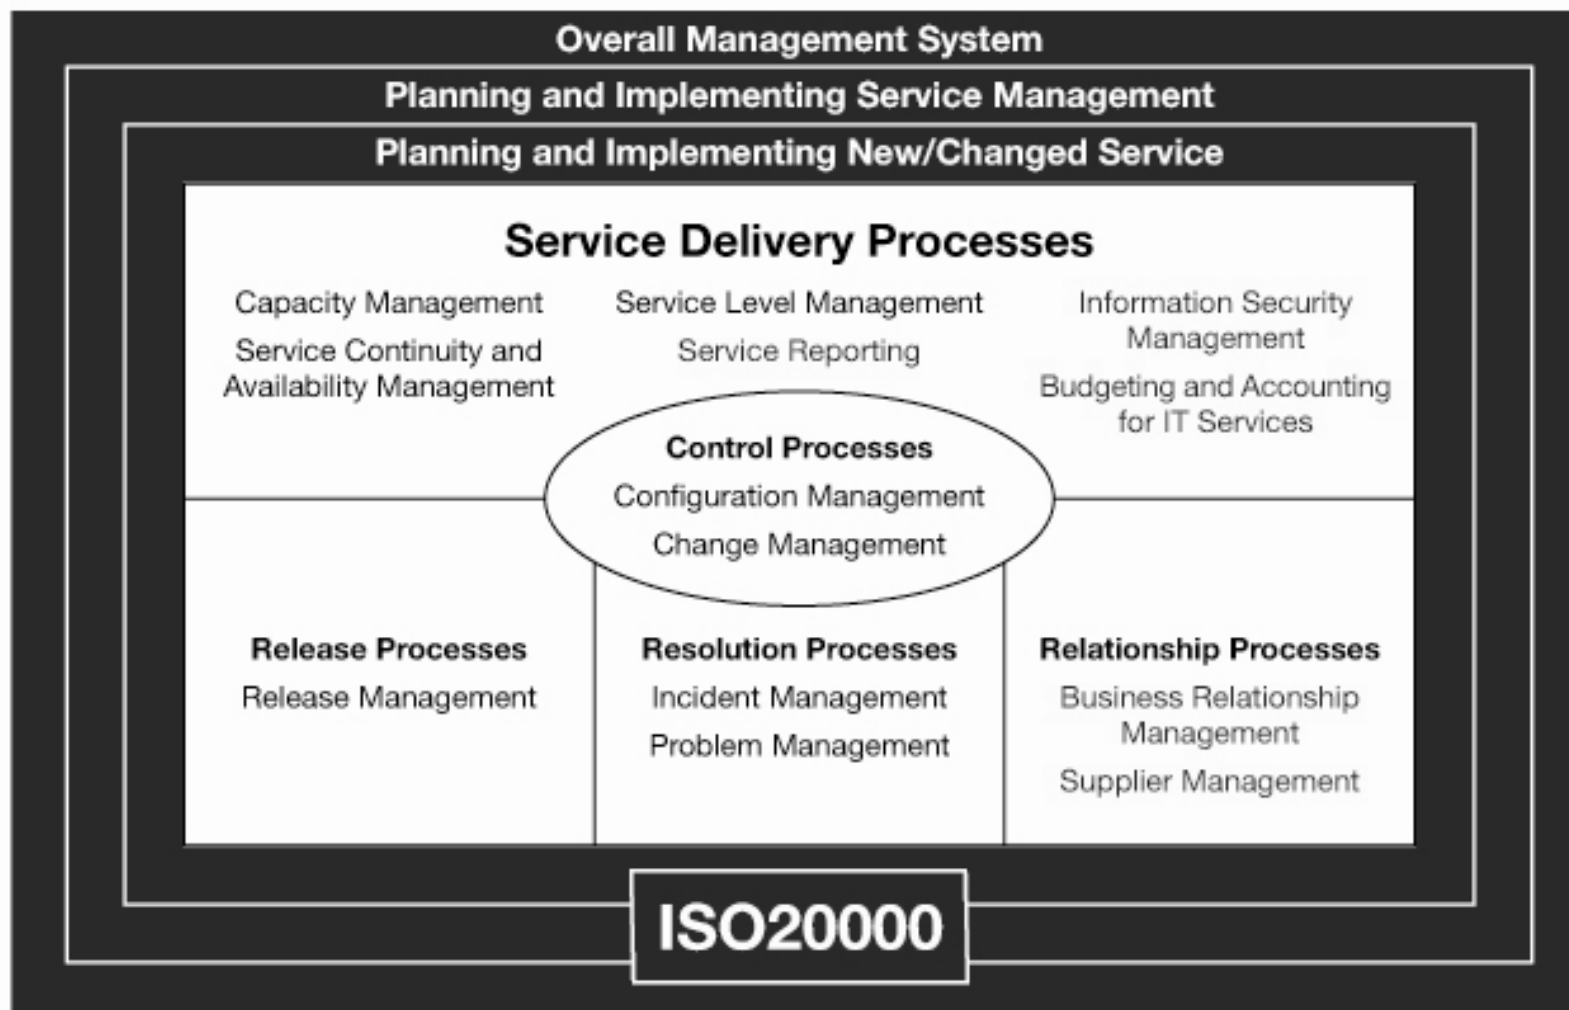 Overall Management System
Planning and Implementing Service Management
Planning and Implementing New/Changed Service
Service Delivery Processes
Capacity Management
Service Continuity and
Availability Management
Service Level Management
Service Reporting
Information Security
Management
Budgeting and Accounting
for IT Services
Control Processes
Configuration Management
Change Management
Release Processes
Release Management
Resolution Processes
Incident Management
Problem Management
Relationship Processes
Business Relationship
Management
Supplier Management
ISO20000